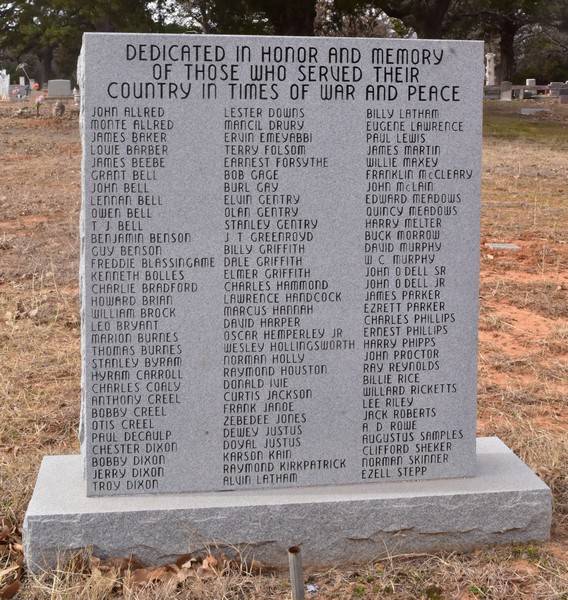 DEDICATED IN HONOR AND MEMORY
OF THOSE WHO SERVED THEIR
COUNTRY IN TIMES OF WAR AND PEACE
JOHN ALLRED
MONTE ALLRED
JAMES BAKER
LOUIE BARBER
JAMES BEEBE
GRANT BELL
JOHN BELL
LENNAN BELL
OWEN BELL
T J BELL
BENJAMIN BENSON
GUY BENSON
FREDDIE BLASSINGAME
KENNETH BOLLES
CHARLIE BRADFORD
HOWARD BRIAN
WILLIAM BROCK
LEO BRYANT
MARION BURNES
THOMAS BURNES
STANLEY BYRAM
HYRAM CARROLL
CHARLES COALY
ANTHONY CREEL
BOBBY CREEL
OTIS CREEL
PAUL DECAULP
CHESTER DIXON
BOBBY DIXON
JERRY DIXON
TROY DIXON
LESTER DOWNS
MANCIL DRURY
ERVIN EMEYABBI
TERRY FOLSOM
EARNEST FORSYTHE
BOB GAGE
BURL GAY
ELVIN GENTRY
OLAN GENTRY
STANLEY GENTRY
J T GREENROYD
BILLY GRIFFITH
DALE GRIFFITH
ELMER GRIFFITH
CHARLES HAMMOND
LAWRENCE HANDCOCK
MARCUS HANNAH
DAVID HARPER
OSCAR HEMPERLEY JR
WESLEY HOLLINGSWORTH
NORMAN HOLLY
RAYMOND HOUSTON
DONALD IVIE
CURTIS JACKSON
FRANK JANOE
ZEBEDEE JONES
DEWEY JUSTUS
DOYAL JUSTUS
KARSON KAIN
RAYMOND KIRKPATRICK
ALVIN LATHAM
BILLY LATHAM
EUGENE LAWRENCE
PAUL LEWIS
JAMES MARTIN
WILLIE MAXEY
FRANKLIN McCLEARY
JOHN McLAIN
EDWARD MEADOWS
QUINCY MEADOWS
HARRY MELTER
BUCK MORROW
DAVID MURPHY
W C MURPHY
JOHN O DELL SR
JOHN O DELL JR
JAMES PARKER
EZRETT PARKER
CHARLES PHILLIPS
ERNEST PHILLIPS
HARRY PHIPPS
JOHN PROCTOR
RAY REYNOLDS
BILLIE RICE
WILLARD RICKETTS
LEE RILEY
JACK ROBERTS
A D ROWE
AUGUSTUS SAMPLES
CLIFFORD SHEKER
NORMAN SKINNER
EZELL STEPP